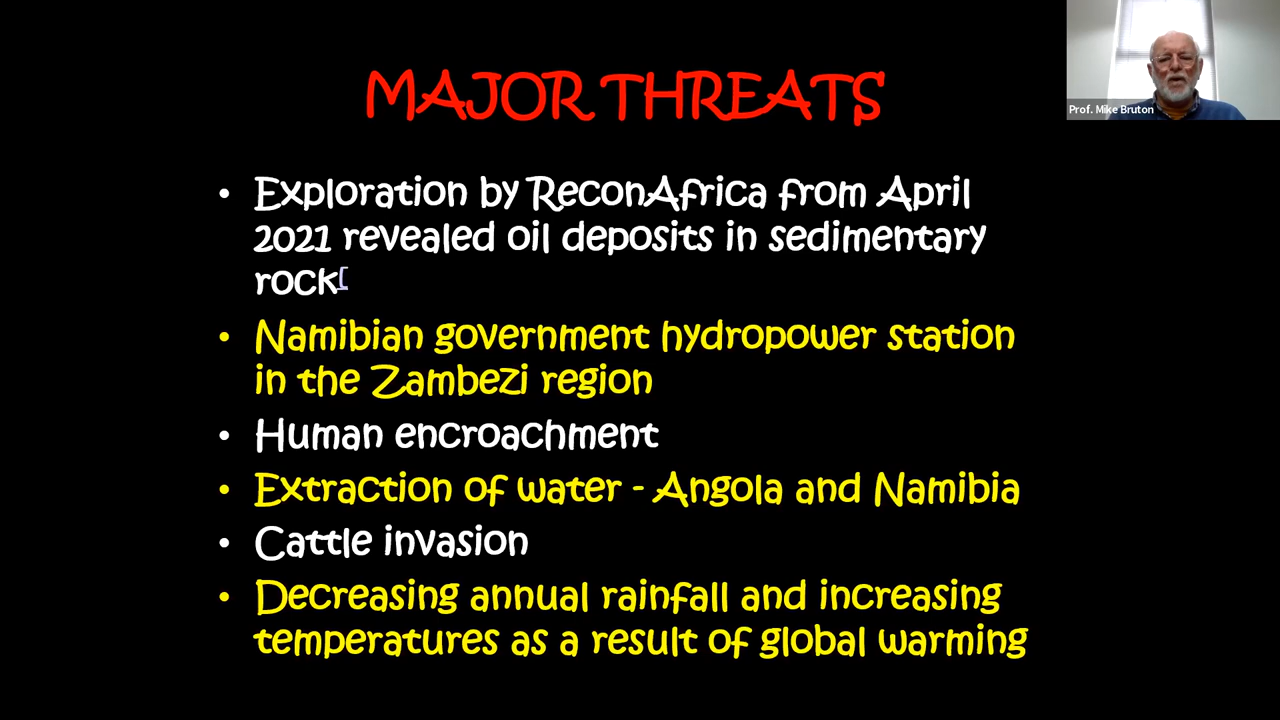 MAJOR THREATS
Prof. Mike Bruton
• Exploration by ReconAfrica from April
2021 revealed oil deposits in sedimentary
rock[
• Namibian government hydropower station
in the Zambezi region
• Human encroachment
• Extraction of water - Angola and Namibia
• Cattle invasion
• Decreasing annual rainfall and increasing
temperatures as a result of global warming